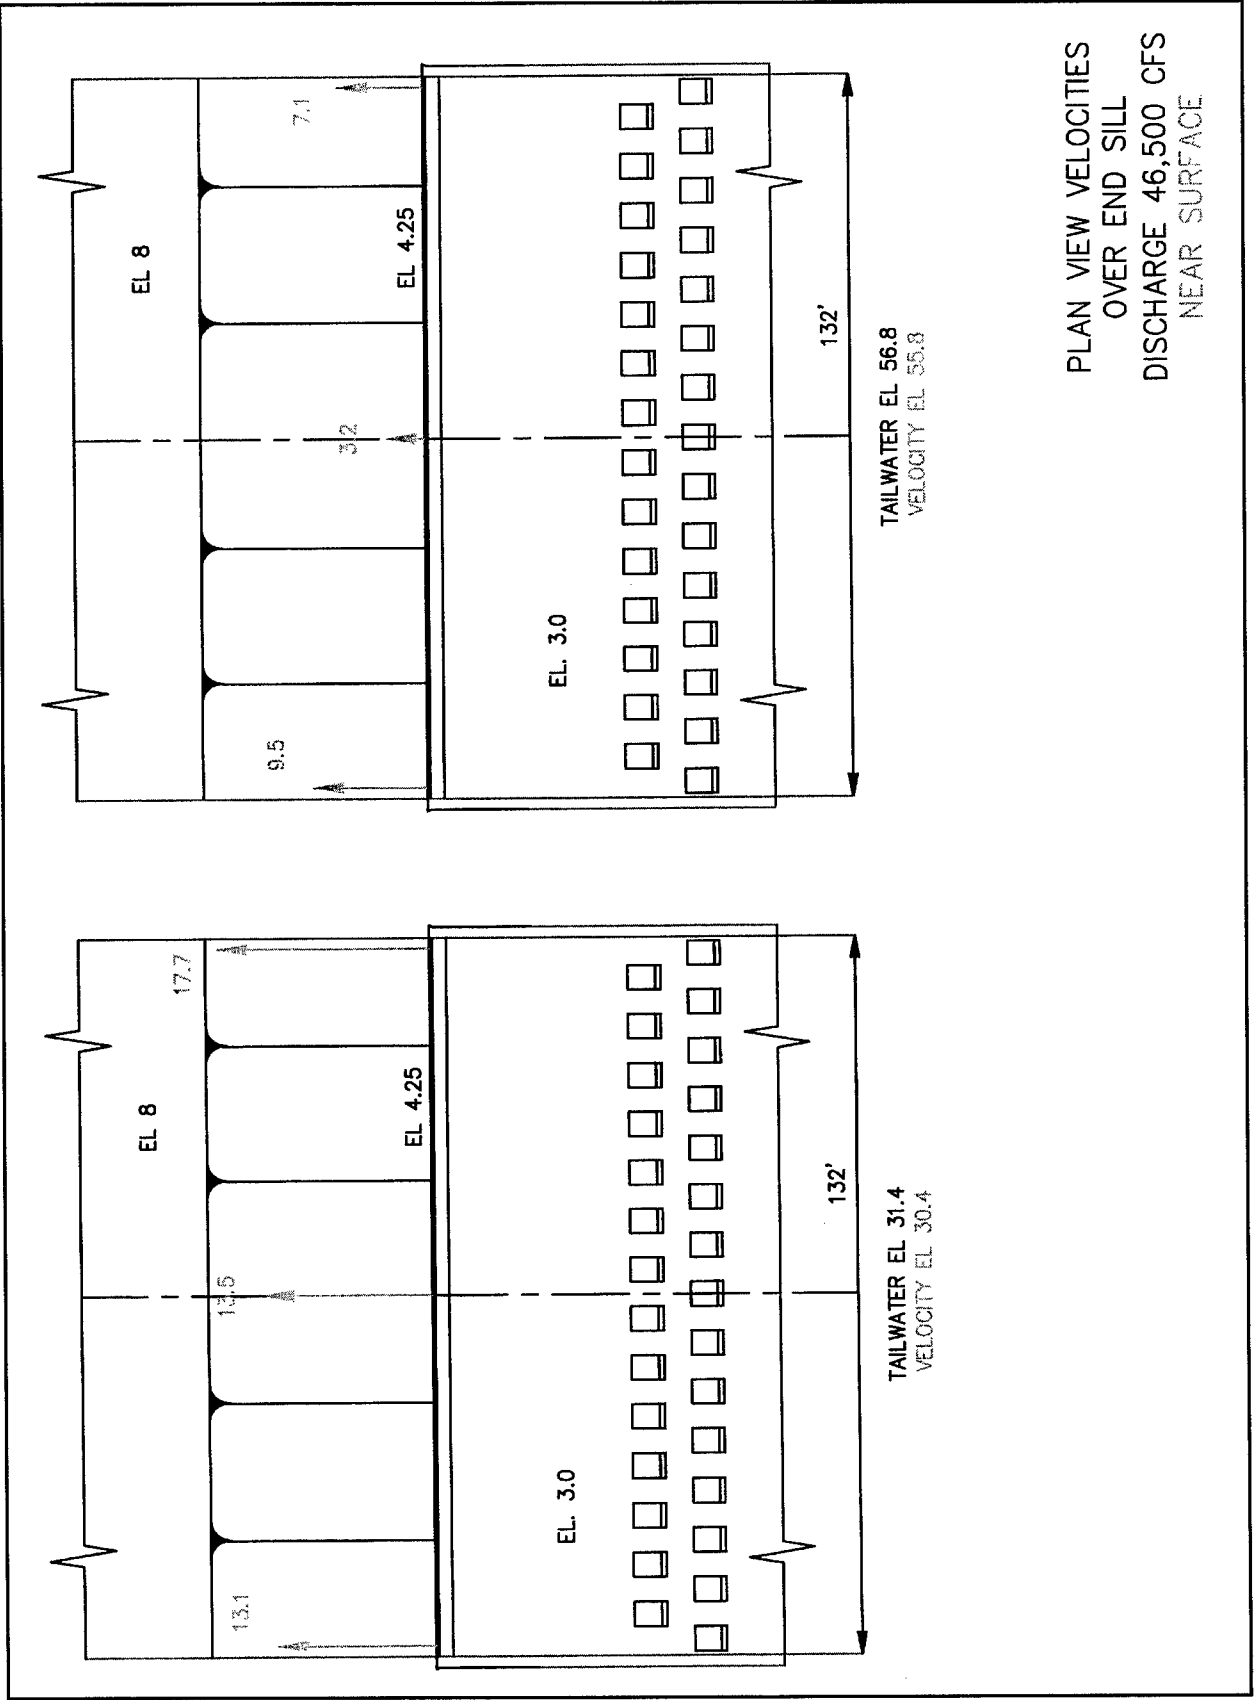 EL 8
17.7
13.5
13.1
EL 4.25
EL. 3.0
132'
TAILWATER EL 31.4
VELOCITY EL 30.4
EL 8
7.1
3.2
9.5
EL 4.25
EL. 3.0
132'
TAILWATER EL 56.8
VELOCITY EL 55.8
PLAN VIEW VELOCITIES
OVER END SILL
DISCHARGE 46,500 CFS
NEAR SURFACE